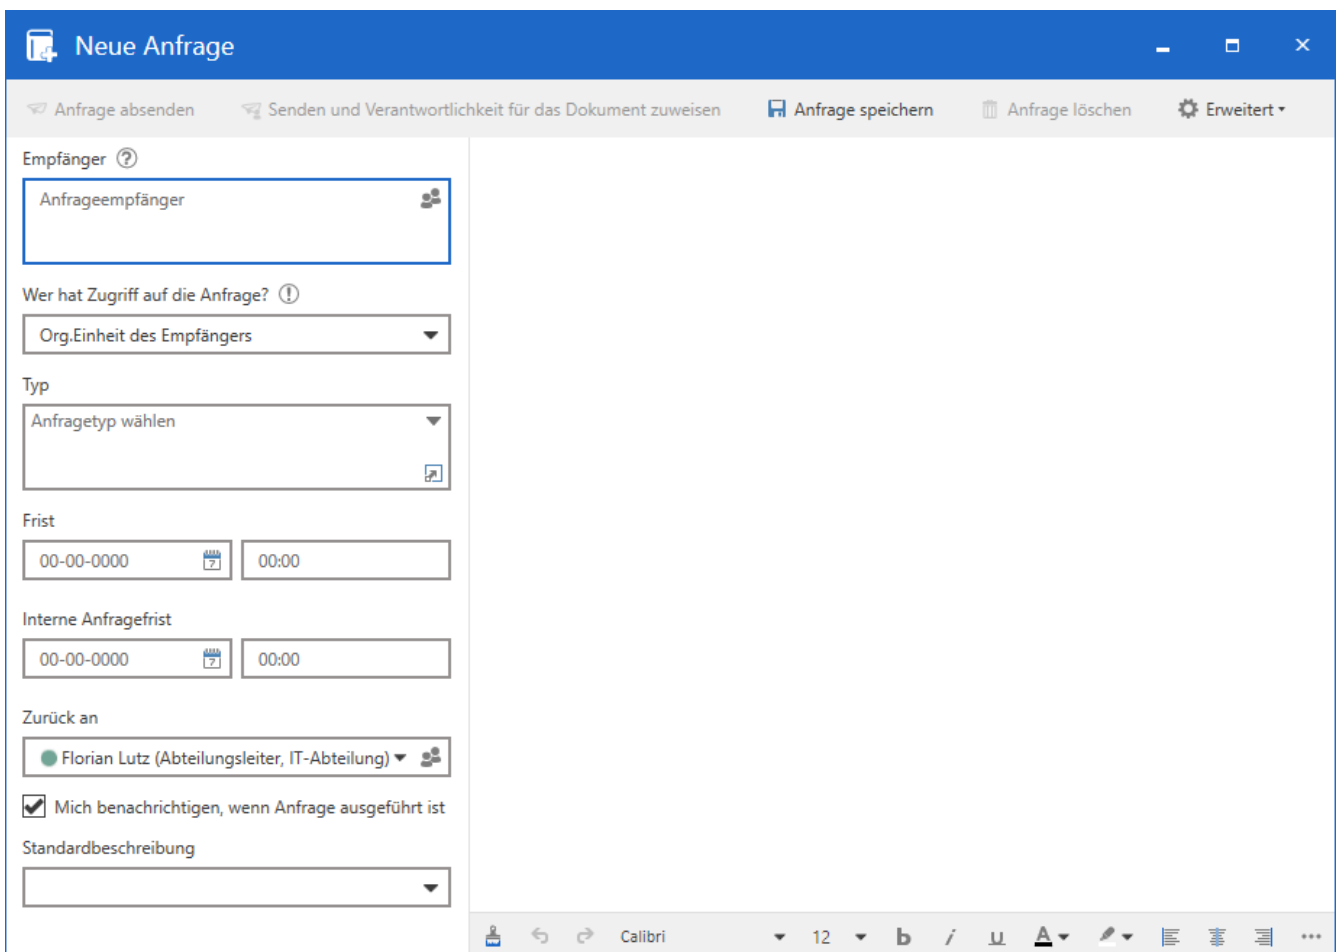 Neue Anfrage
Anfrage absenden Senden und Verantwortlichkeit für das Dokument zuweisen Anfrage speichern Anfrage löschen Erweitert
Empfänger ?
Anfrageempfänger
Wer hat Zugriff auf die Anfrage? !
Org.Einheit des Empfängers
Typ
Anfragetyp wählen
Frist
00-00-0000 7 00:00
Interne Anfragefrist
00-00-0000 7 00:00
Zurück an
Florian Lutz (Abteilungsleiter, IT-Abteilung)
Mich benachrichtigen, wenn Anfrage ausgeführt ist
Standardbeschreibung
Calibri 12 b i u A